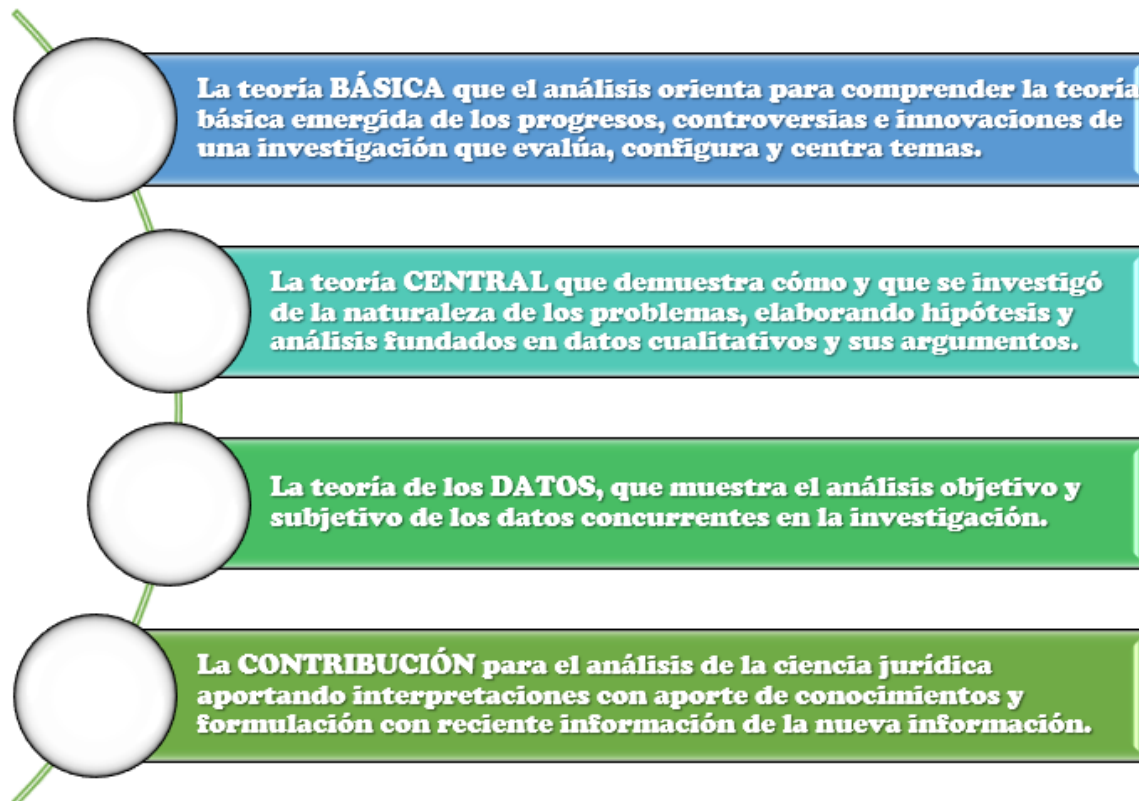 La teoría BÁSICA que el análisis orienta para comprender la teoría
básica emergida de los progresos, controversias e innovaciones de
una investigación que evalúa, configura y centra temas.
La teoría CENTRAL que demuestra cómo y que se investigó
de la naturaleza de los problemas, elaborando hipótesis y
análisis fundados en datos cualitativos y sus argumentos.
La teoría de los DATOS, que muestra el análisis objetivo y
subjetivo de los datos concurrentes en la investigación.
La CONTRIBUCIÓN para el análisis de la ciencia jurídica
aportando interpretaciones con aporte de conocimientos y
formulación con reciente información de la nueva información.